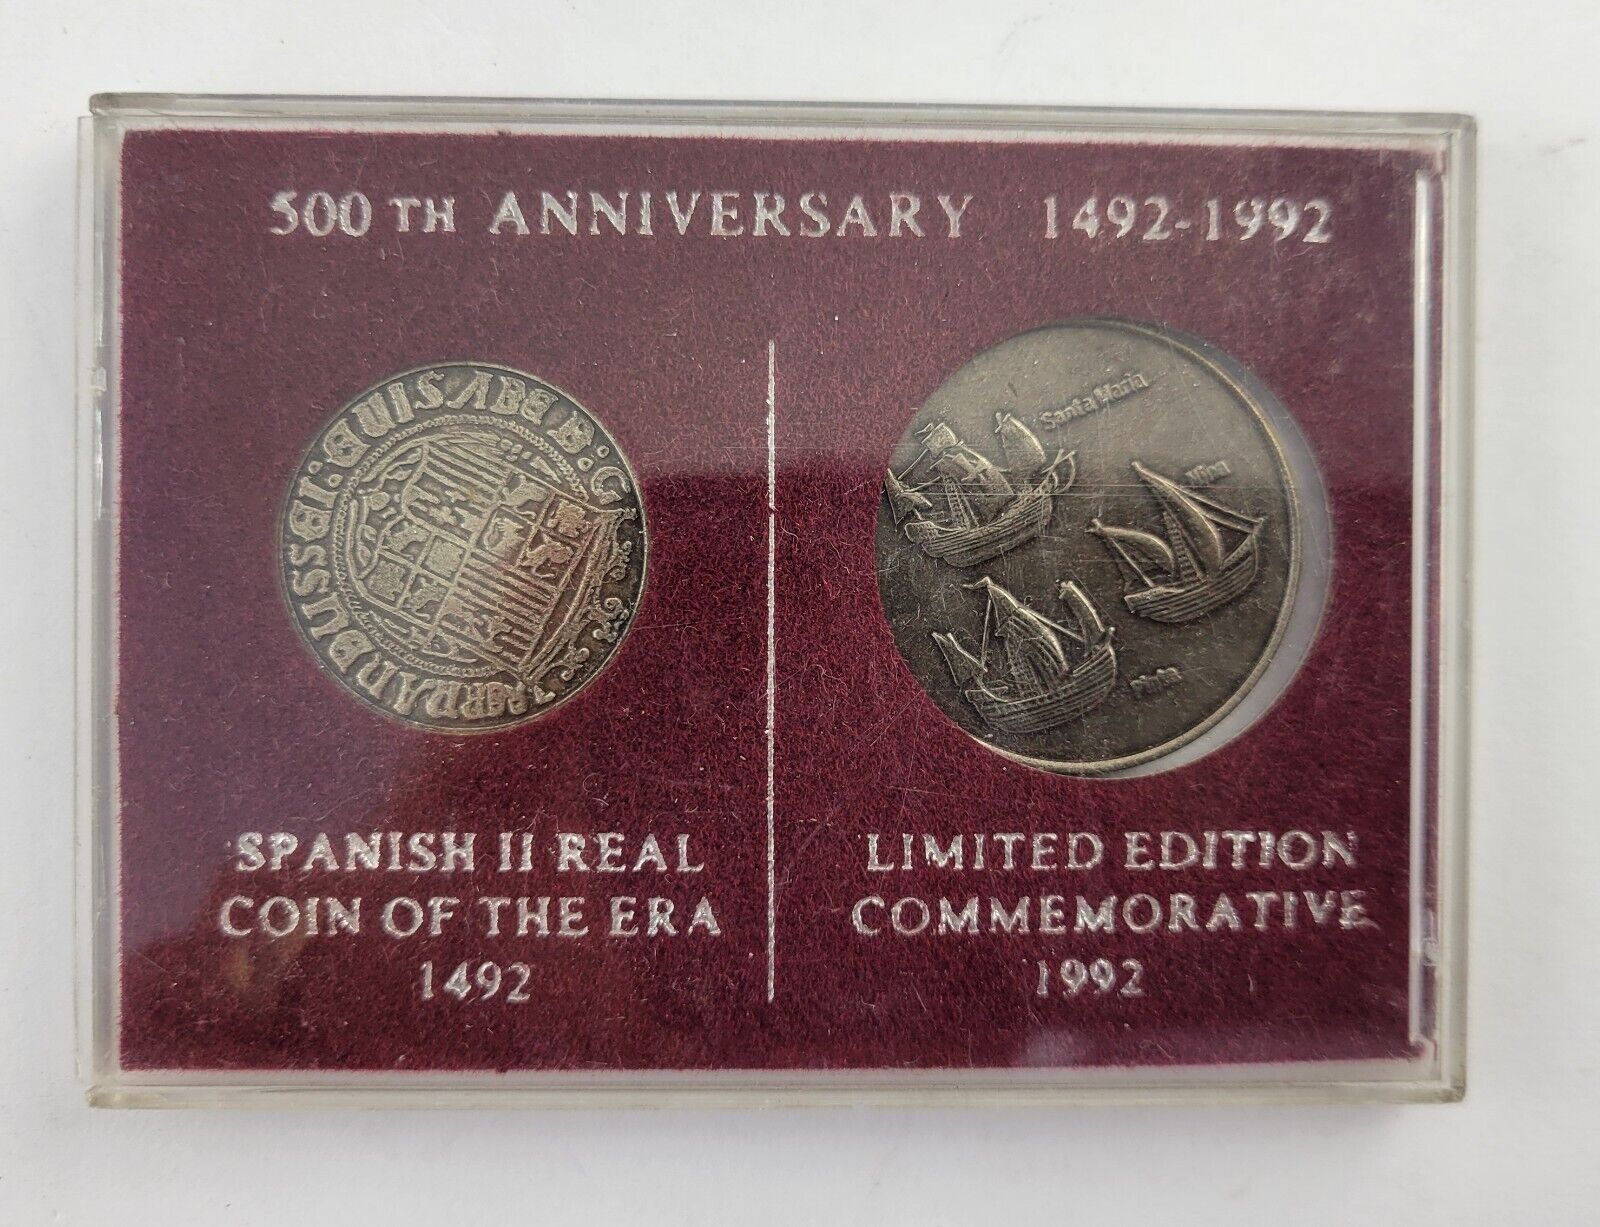 500 TH ANNIVERSARY 1492-1992
SPANISH II REAL
COIN OF THE ERA
1492
Santa Maria
Nina
Pinta
LIMITED EDITION
COMMEMORATIVE
1992